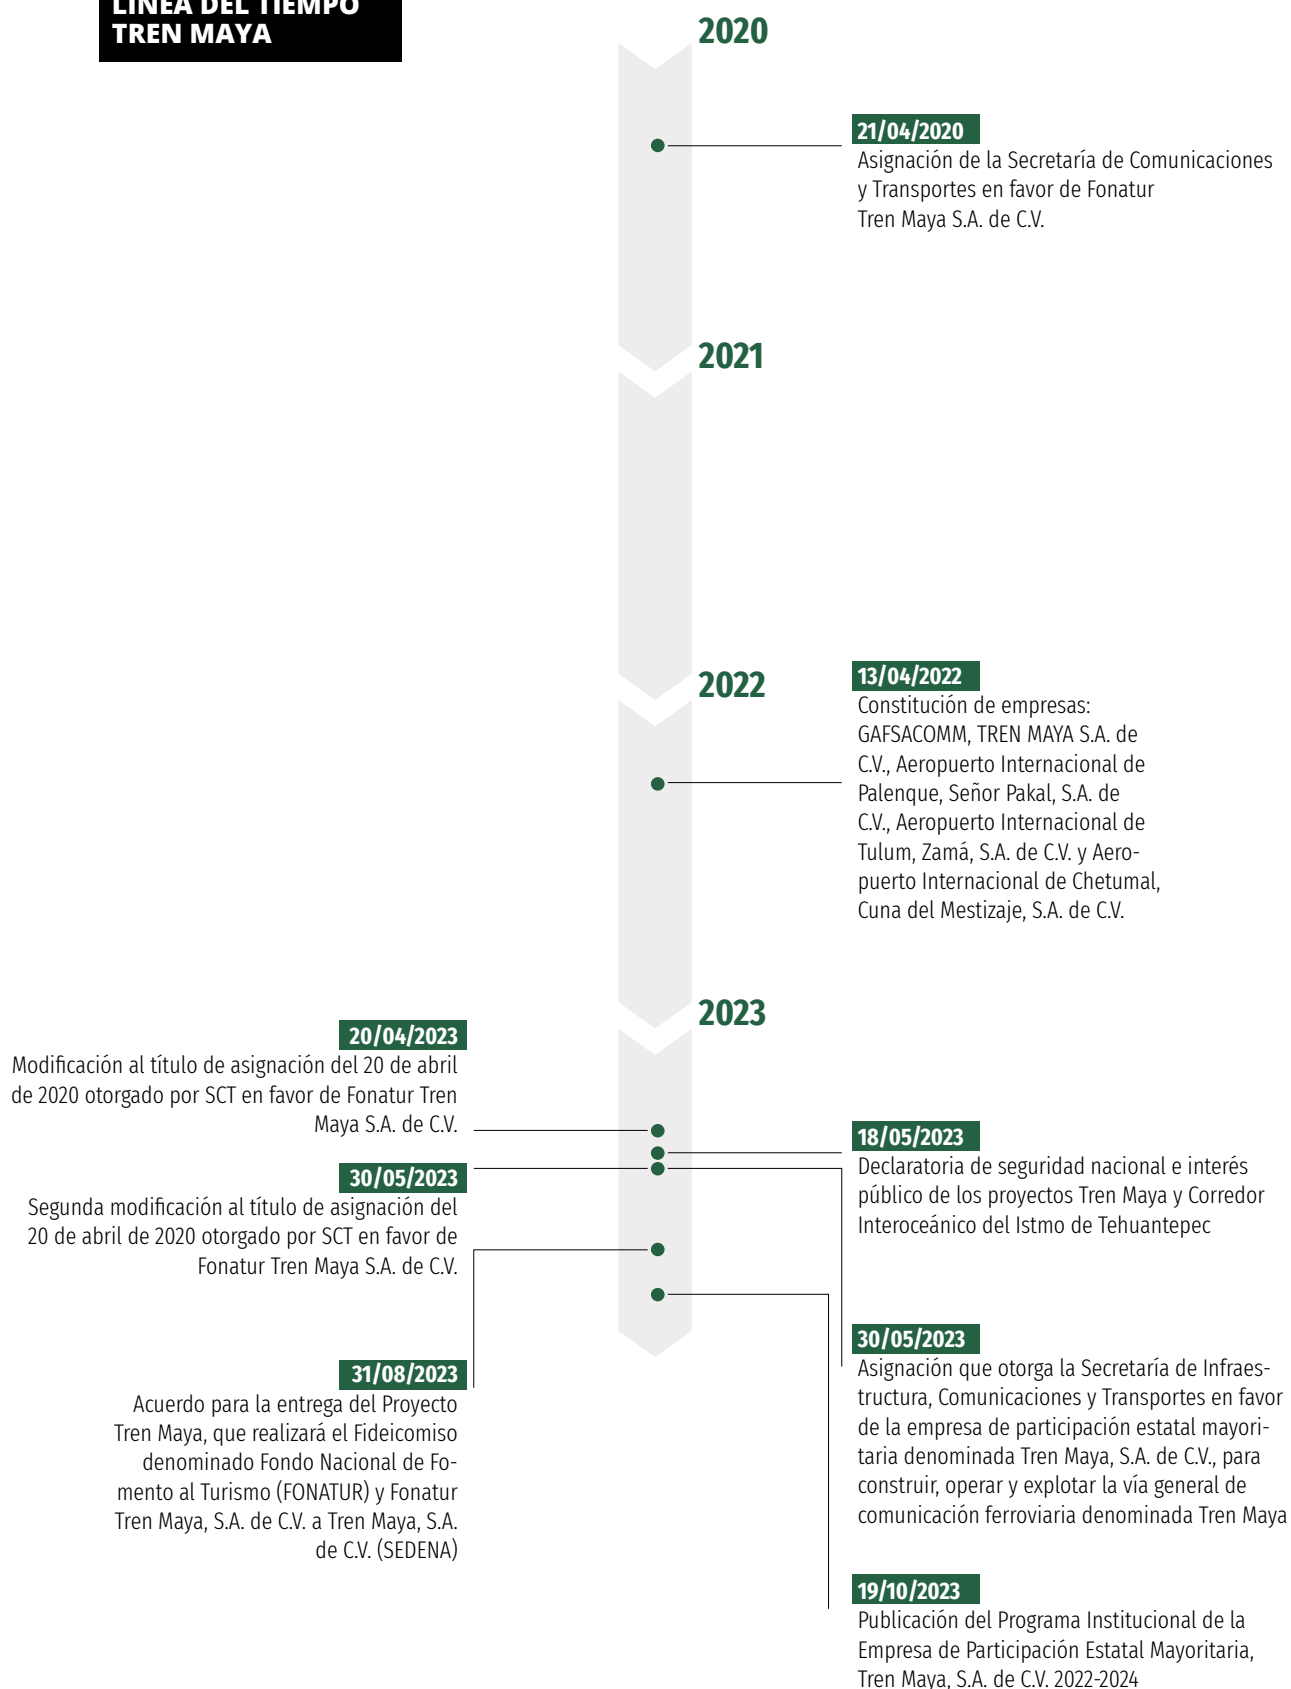 LÍNEA DEL TIEMPO
TREN MAYA
2020
21/04/2020
Asignación de la Secretaría de Comunicaciones
y Transportes en favor de Fonatur
Tren Maya S.A. de C.V.
2021
2022
13/04/2022
Constitución de empresas:
GAFSACOMM, TREN MAYA S.A. de
C.V., Aeropuerto Internacional de
Palenque, Señor Pakal, S.A. de
C.V., Aeropuerto Internacional de
Tulum, Zamá, S.A. de C.V. y Aero-
puerto Internacional de Chetumal,
Cuna del Mestizaje, S.A. de C.V.
2023
20/04/2023
Modificación al título de asignación del 20 de abril
de 2020 otorgado por SCT en favor de Fonatur Tren
Maya S.A. de C.V.
18/05/2023
Declaratoria de seguridad nacional e interés
público de los proyectos Tren Maya y Corredor
Interoceánico del Istmo de Tehuantepec
30/05/2023
Segunda modificación al título de asignación del
20 de abril de 2020 otorgado por SCT en favor de
Fonatur Tren Maya S.A. de C.V.
30/05/2023
Asignación que otorga la Secretaría de Infraes-
tructura, Comunicaciones y Transportes en favor
de la empresa de participación estatal mayori-
taria denominada Tren Maya, S.A. de C.V., para
construir, operar y explotar la vía general de
comunicación ferroviaria denominada Tren Maya
31/08/2023
Acuerdo para la entrega del Proyecto
Tren Maya, que realizará el Fideicomiso
denominado Fondo Nacional de Fo-
mento al Turismo (FONATUR) y Fonatur
Tren Maya, S.A. de C.V. a Tren Maya, S.A.
de C.V. (SEDENA)
19/10/2023
Publicación del Programa Institucional de la
Empresa de Participación Estatal Mayoritaria,
Tren Maya, S.A. de C.V. 2022-2024